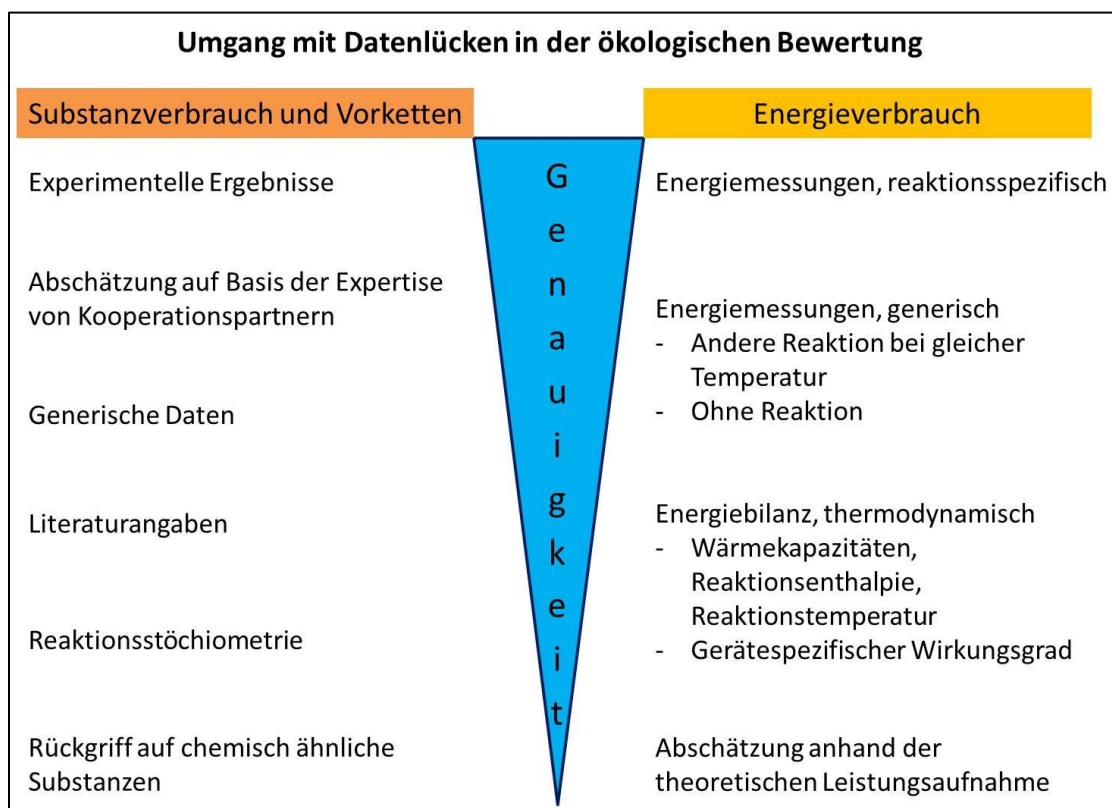 Umgang mit Datenlücken in der ökologischen Bewertung
Substanzverbrauch und Vorketten
Experimentelle Ergebnisse
Abschätzung auf Basis der Expertise
von Kooperationspartnern
Generische Daten
Literaturangaben
Reaktionsstöchiometrie
Rückgriff auf chemisch ähnliche
Substanzen
G
e
n
a
u
i
g
k
e
i
t
Energieverbrauch
Energiemessungen, reaktionsspezifisch
Energiemessungen, generisch
- Andere Reaktion bei gleicher
Temperatur
- Ohne Reaktion
Energiebilanz, thermodynamisch
- Wärmekapazitäten,
Reaktionsenthalpie,
Reaktionstemperatur
- Gerätespezifischer Wirkungsgrad
Abschätzung anhand der
theoretischen Leistungsaufnahme